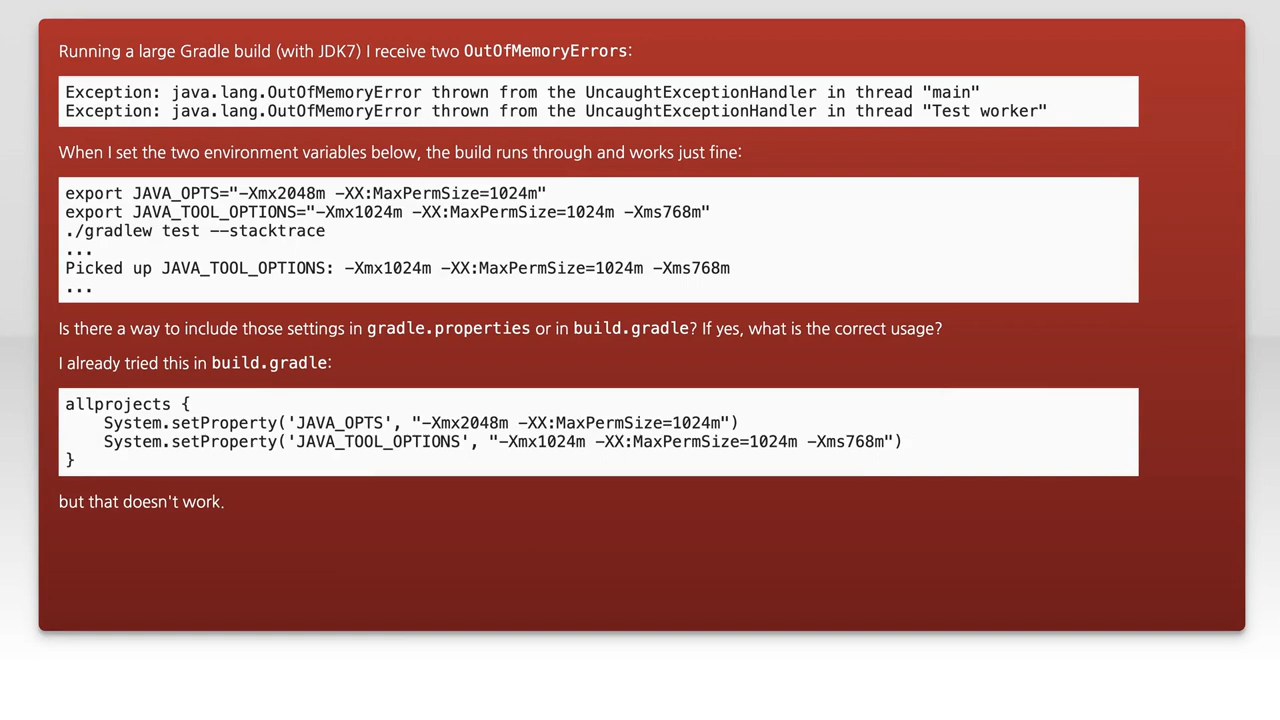 Running a large Gradle build (with JDK7) I receive two OutOfMemoryErrors:
Exception: java.lang.OutOfMemoryError thrown from the UncaughtExceptionHandler in thread "main"
Exception: java.lang.OutOfMemoryError thrown from the UncaughtExceptionHandler in thread "Test worker"
When I set the two environment variables below, the build runs through and works just fine:
export JAVA_OPTS="-Xmx2048m -XX:MaxPermSize=1024m"
export JAVA_TOOL_OPTIONS="-Xmx1024m -XX:MaxPermSize=1024m -Xms768m"
./gradlew test --stacktrace
...
Picked up JAVA_TOOL_OPTIONS: -Xmx1024m -XX:MaxPermSize=1024m -Xms768m
...
Is there a way to include those settings in gradle.properties or in build.gradle? If yes, what is the correct usage?
I already tried this in build.gradle:
allprojects {
    System.setProperty('JAVA_OPTS', "-Xmx2048m -XX:MaxPermSize=1024m")
    System.setProperty('JAVA_TOOL_OPTIONS', "-Xmx1024m -XX:MaxPermSize=1024m -Xms768m")
}
but that doesn't work.